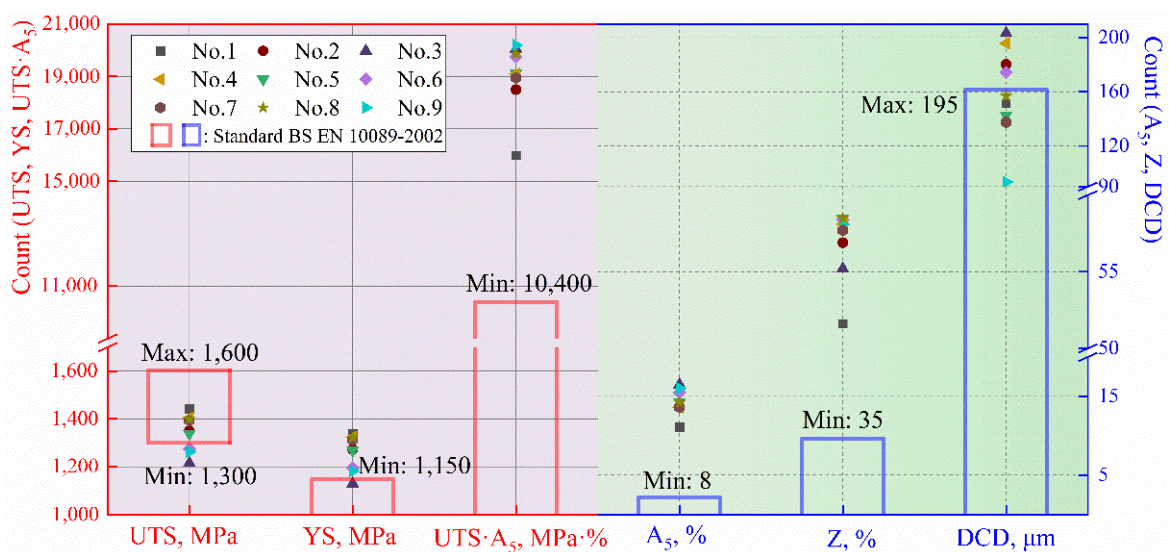 Count (UTS, YS, UTS·A₅)
21,000
19,000
17,000
16,000
15,000
11,000
1,600
1,400
1,200
1,000
No.1 No.2 No.3
No.4 No.5 No.6
No.7 No.8 No.9
: Standard BS EN 10089-2002
Max: 1,600
Min: 1,300
Min: 1,150
Min: 10,400
Min: 8
Min: 35
Max: 195
200
160
120
90
55
50
15
5
Count (A₅, Z, DCD)
UTS, MPa YS, MPa UTS·A₅, MPa·% A₅, % Z, % DCD, μm